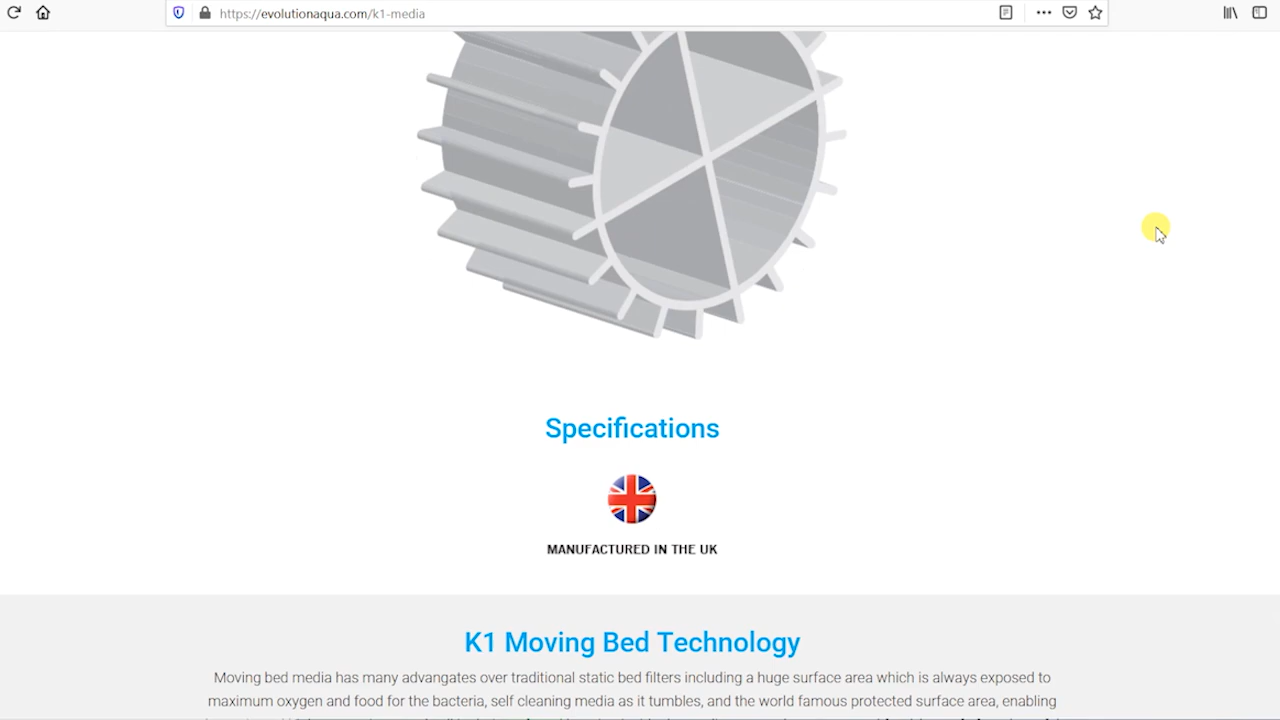 https://evolutionaqua.com/k1-media
Specifications
MANUFACTURED IN THE UK
K1 Moving Bed Technology
Moving bed media has many advangates over traditional static bed filters including a huge surface area which is always exposed to
maximum oxygen and food for the bacteria, self cleaning media as it tumbles, and the world famous protected surface area, enabling